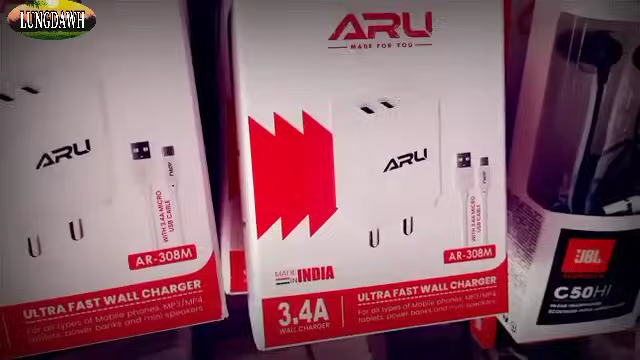 LUNGDAWH
ARU
AR-308M
WITH 3.4A MICRO
USB CABLE
ULTRA FAST WALL CHARGER
For all types of Mobile phones, MP3/MP4,
tablets, power banks and mini speakers
ARU
MADE FOR YOU
ARU
WITH 3.4A MICRO
USB CABLE
AR-308M
MADE IN INDIA
3.4A
WALL CHARGER
ULTRA FAST WALL CHARGER
For all types of Mobile phones, MP3/MP4,
tablets, power banks and mini speakers
JBL
C50HI
IN-EAR HEADPHONES